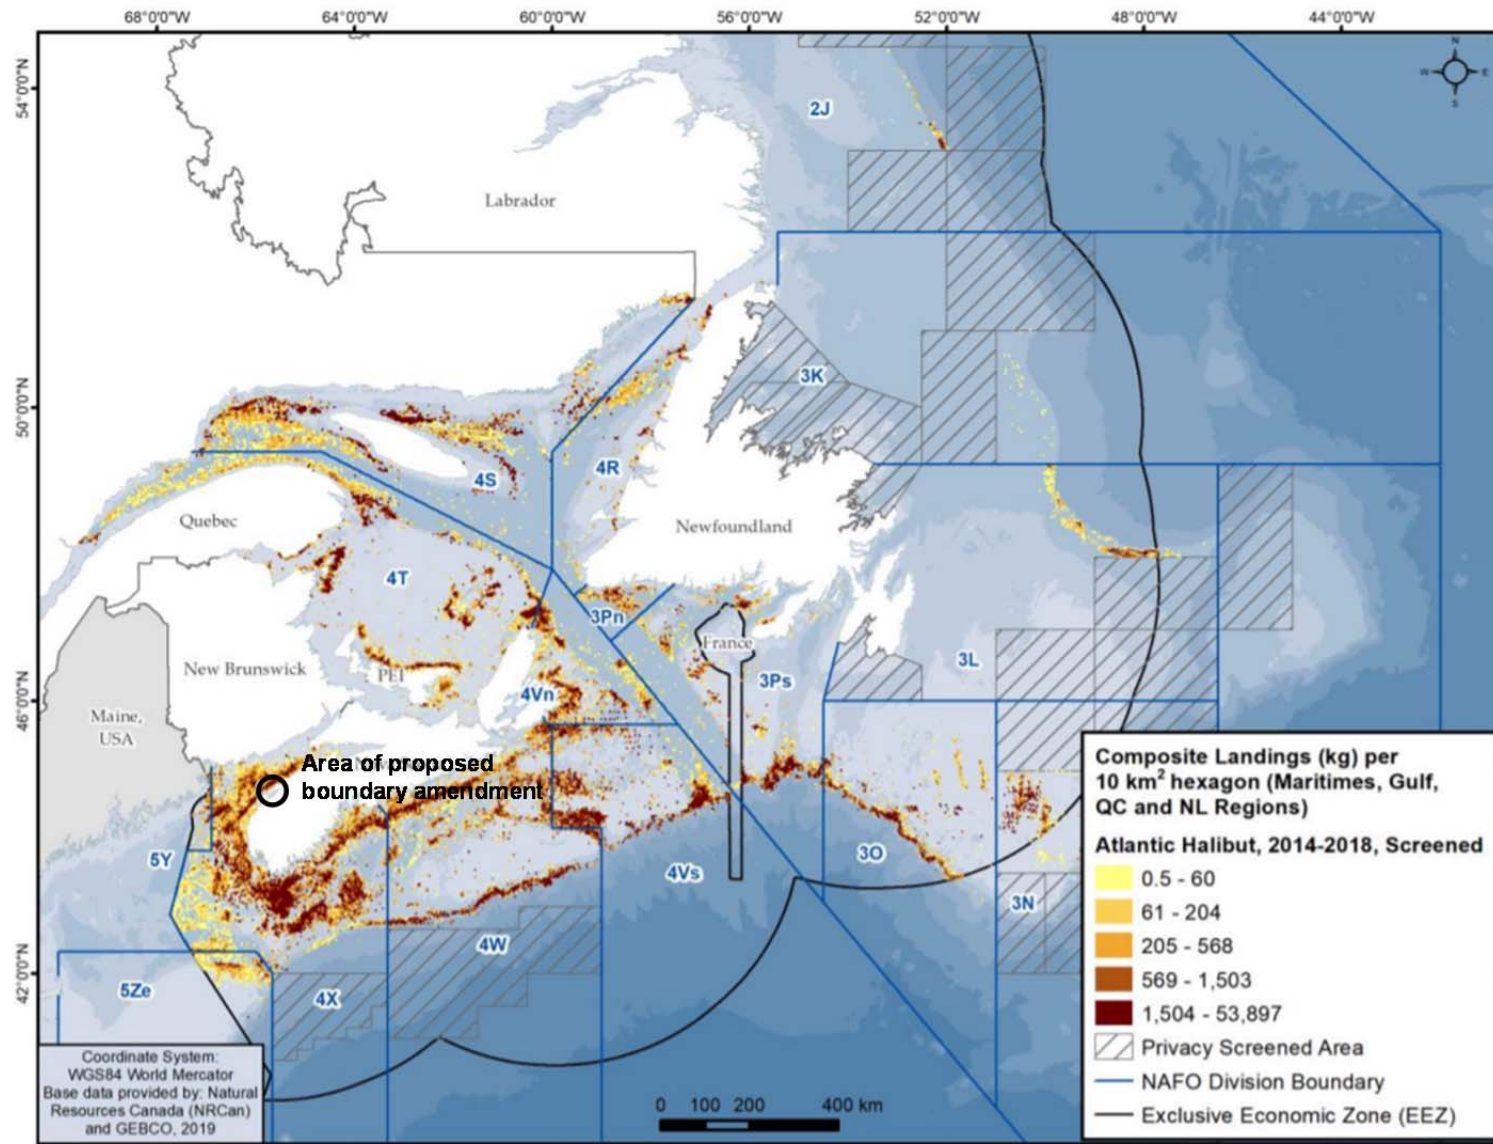 68°0'0"W 64°0'0"W 60°0'0"W 56°0'0"W 52°0'0"W 48°0'0"W 44°0'0"W
54°0'0"N
50°0'0"N
46°0'0"N
42°0'0"N
N
W E
S
2J
Labrador
3K
4S
4R
Quebec
Newfoundland
4T
3Pn
France
New Brunswick
PEI
3L
3Ps
4Vn
Maine,
USA
Area of proposed
boundary amendment
5Y
3O
4Vs
3N
4W
5Ze
4X
Composite Landings (kg) per
10 km² hexagon (Maritimes, Gulf,
QC and NL Regions)
Atlantic Halibut, 2014-2018, Screened
0.5 - 60
61 - 204
205 - 568
569 - 1,503
1,504 - 53,897
Privacy Screened Area
NAFO Division Boundary
Exclusive Economic Zone (EEZ)
Coordinate System:
WGS84 World Mercator
Base data provided by: Natural
Resources Canada (NRCan)
and GEBCO, 2019
0 100 200 400 km